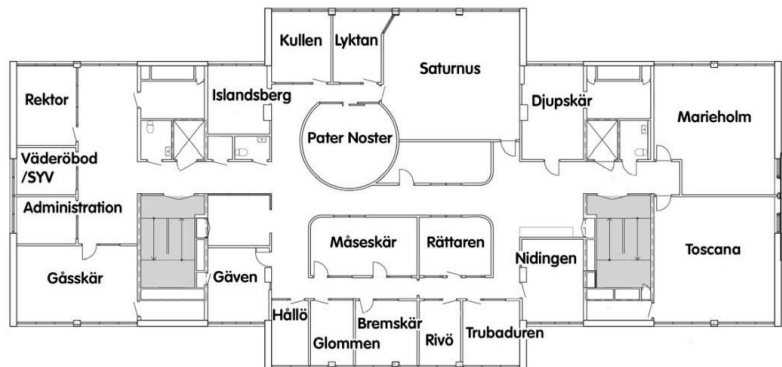 Kullen
Lyktan
Saturnus
Rektor
Islandsberg
Djupskär
Marieholm
Pater Noster
Väderöbod
/SYV
Administration
Måseskär
Rättaren
Toscana
Gåsskär
Gäven
Nidingen
Hållö
Glommen
Bremskär
Rivö
Trubaduren